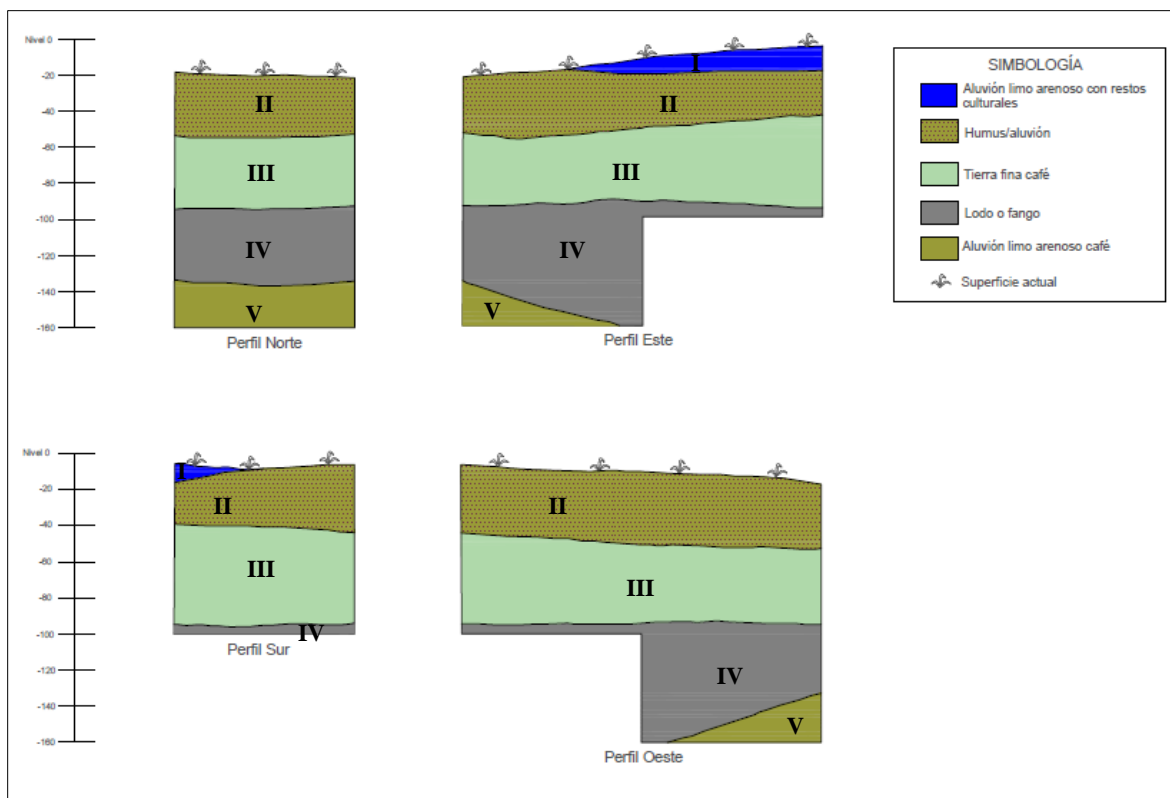 Nivel 0
-20
-40
-60
-80
-100
-120
-140
-160
II
III
IV
V
Perfil Norte
I
II
III
IV
V
Perfil Este
SIMBOLOGÍA
Aluvión limo arenoso con restos
culturales
Humus/aluvión
Tierra fina café
Lodo o fango
Aluvión limo arenoso café
Superficie actual
Nivel 0
-20
-40
-60
-80
-100
-120
-140
-160
I
II
III
IV
Perfil Sur
II
III
IV
V
Perfil Oeste